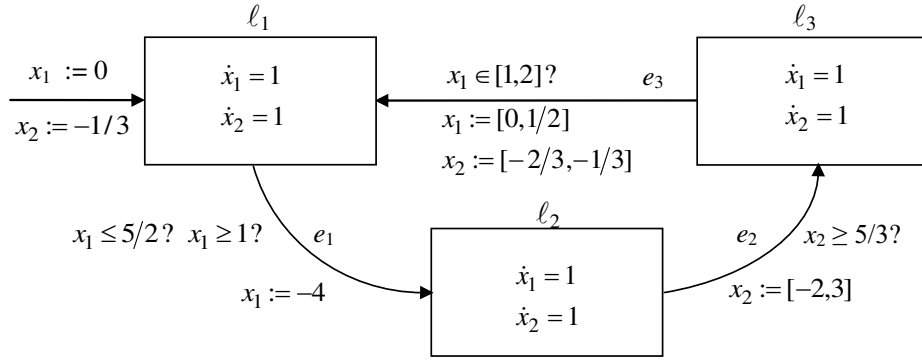 ℓ₁
ℓ₃
x₁ := 0
x₂ := −1/3
ẋ₁ = 1
ẋ₂ = 1
x₁ ∈ [1,2]?
e₃
x₁ := [0,1/2]
x₂ := [−2/3,−1/3]
ẋ₁ = 1
ẋ₂ = 1
x₁ ≤ 5/2? x₁ ≥ 1?
e₁
x₁ := −4
ℓ₂
ẋ₁ = 1
ẋ₂ = 1
e₂
x₂ ≥ 5/3?
x₂ := [−2,3]